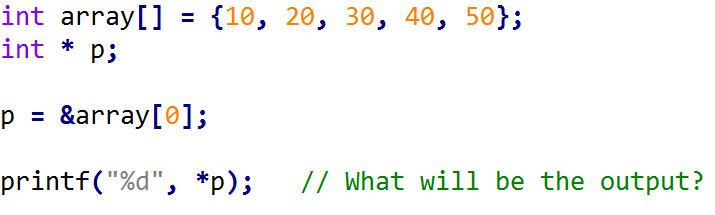 int array[] = {10, 20, 30, 40, 50};
int * p;
p = &array[0];
printf("%d", *p);   // What will be the output?